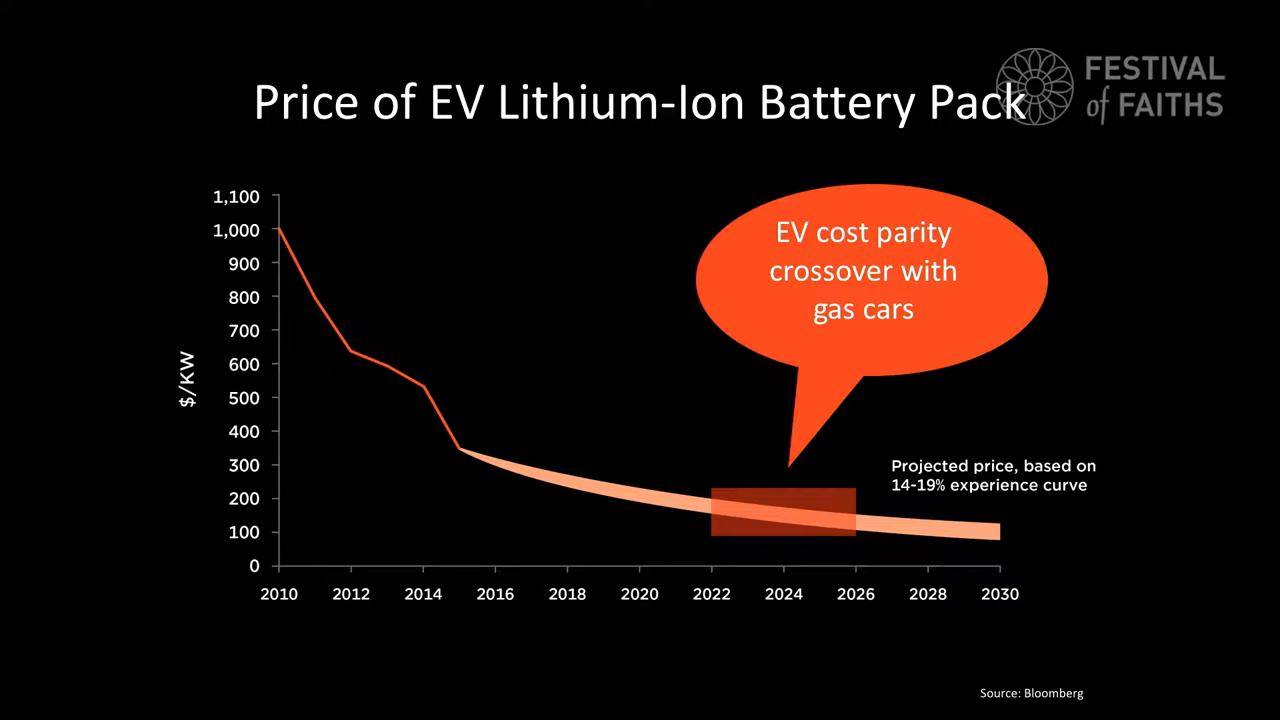 FESTIVAL
of FAITHS
Price of EV Lithium-Ion Battery Pack
1,100
1,000
900
800
700
600
500
400
300
200
100
0
$/KW
EV cost parity
crossover with
gas cars
Projected price, based on
14-19% experience curve
2010 2012 2014 2016 2018 2020 2022 2024 2026 2028 2030
Source: Bloomberg